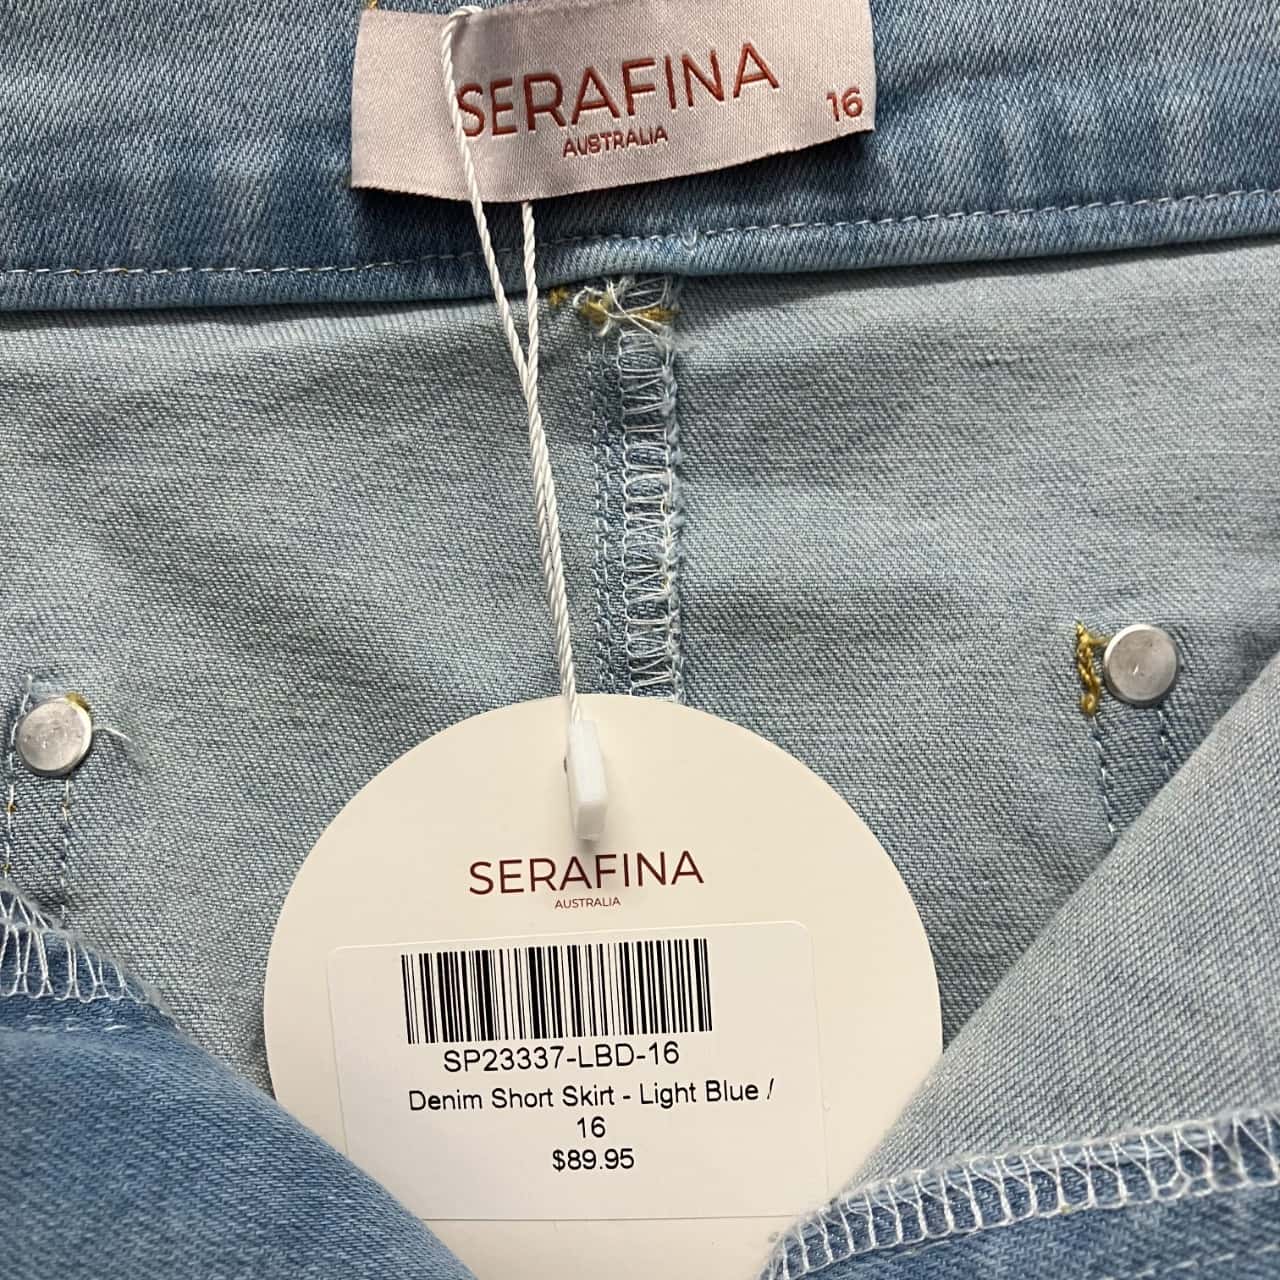 SERAFINA
AUSTRALIA
16
SERAFINA
AUSTRALIA
SP23337-LBD-16
Denim Short Skirt - Light Blue /
16
$89.95